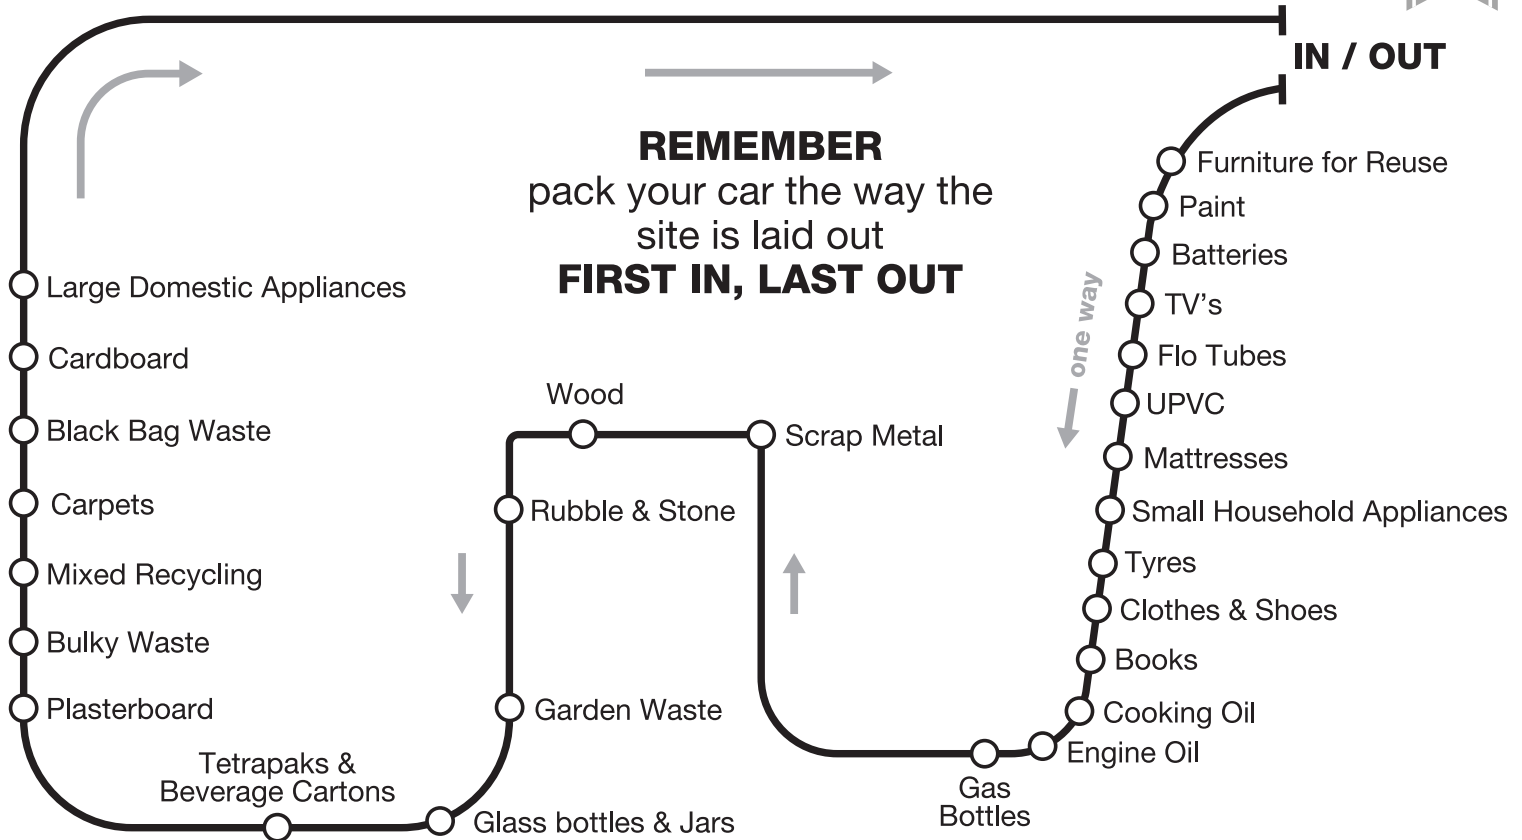 IN / OUT
REMEMBER
pack your car the way the
site is laid out
FIRST IN, LAST OUT
Furniture for Reuse
Paint
Batteries
TV's
Flo Tubes
UPVC
Mattresses
Small Household Appliances
Tyres
Clothes & Shoes
Books
Cooking Oil
Engine Oil
Gas
Bottles
one way
Scrap Metal
Wood
Rubble & Stone
Garden Waste
Glass bottles & Jars
Tetrapaks &
Beverage Cartons
Plasterboard
Bulky Waste
Mixed Recycling
Carpets
Black Bag Waste
Cardboard
Large Domestic Appliances